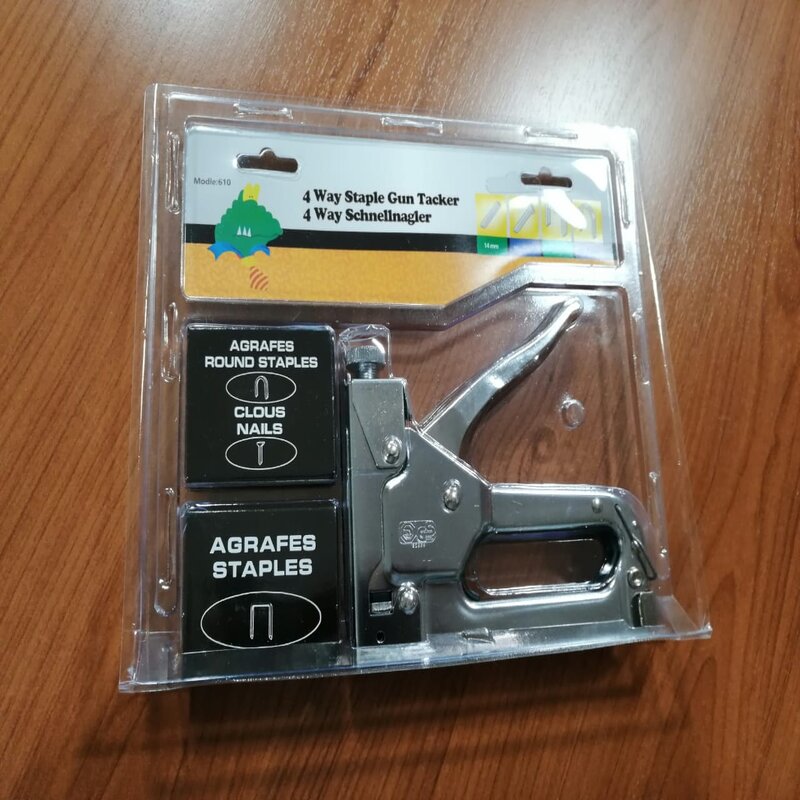 Modle:610
4 Way Staple Gun Tacker
4 Way Schnellnagler
14mm
AGRAFES
ROUND STAPLES
CLOUS
NAILS
AGRAFES
STAPLES